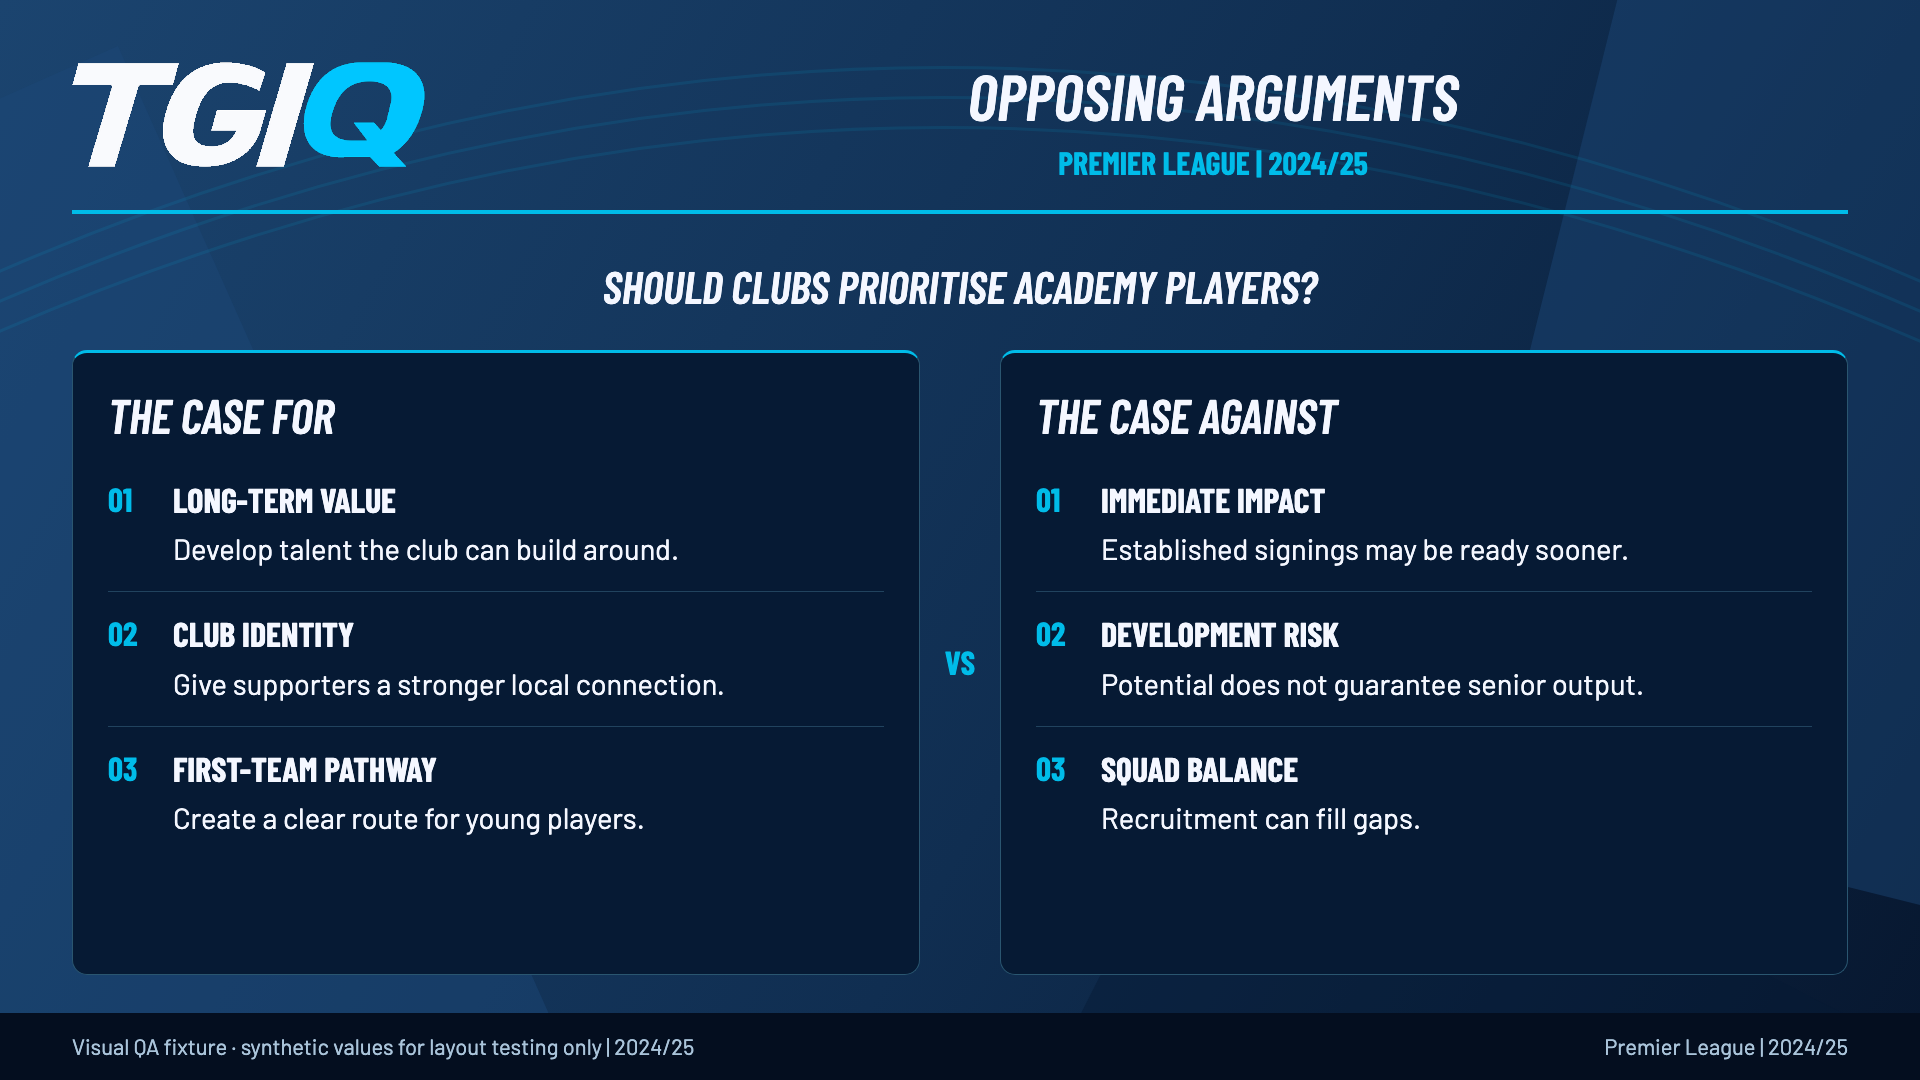 TGIQ
OPPOSING ARGUMENTS
PREMIER LEAGUE | 2024/25
SHOULD CLUBS PRIORITISE ACADEMY PLAYERS?
THE CASE FOR
01 LONG-TERM VALUE
Develop talent the club can build around.
02 CLUB IDENTITY
Give supporters a stronger local connection.
03 FIRST-TEAM PATHWAY
Create a clear route for young players.
VS
THE CASE AGAINST
01 IMMEDIATE IMPACT
Established signings may be ready sooner.
02 DEVELOPMENT RISK
Potential does not guarantee senior output.
03 SQUAD BALANCE
Recruitment can fill gaps.
Visual QA fixture · synthetic values for layout testing only | 2024/25
Premier League | 2024/25